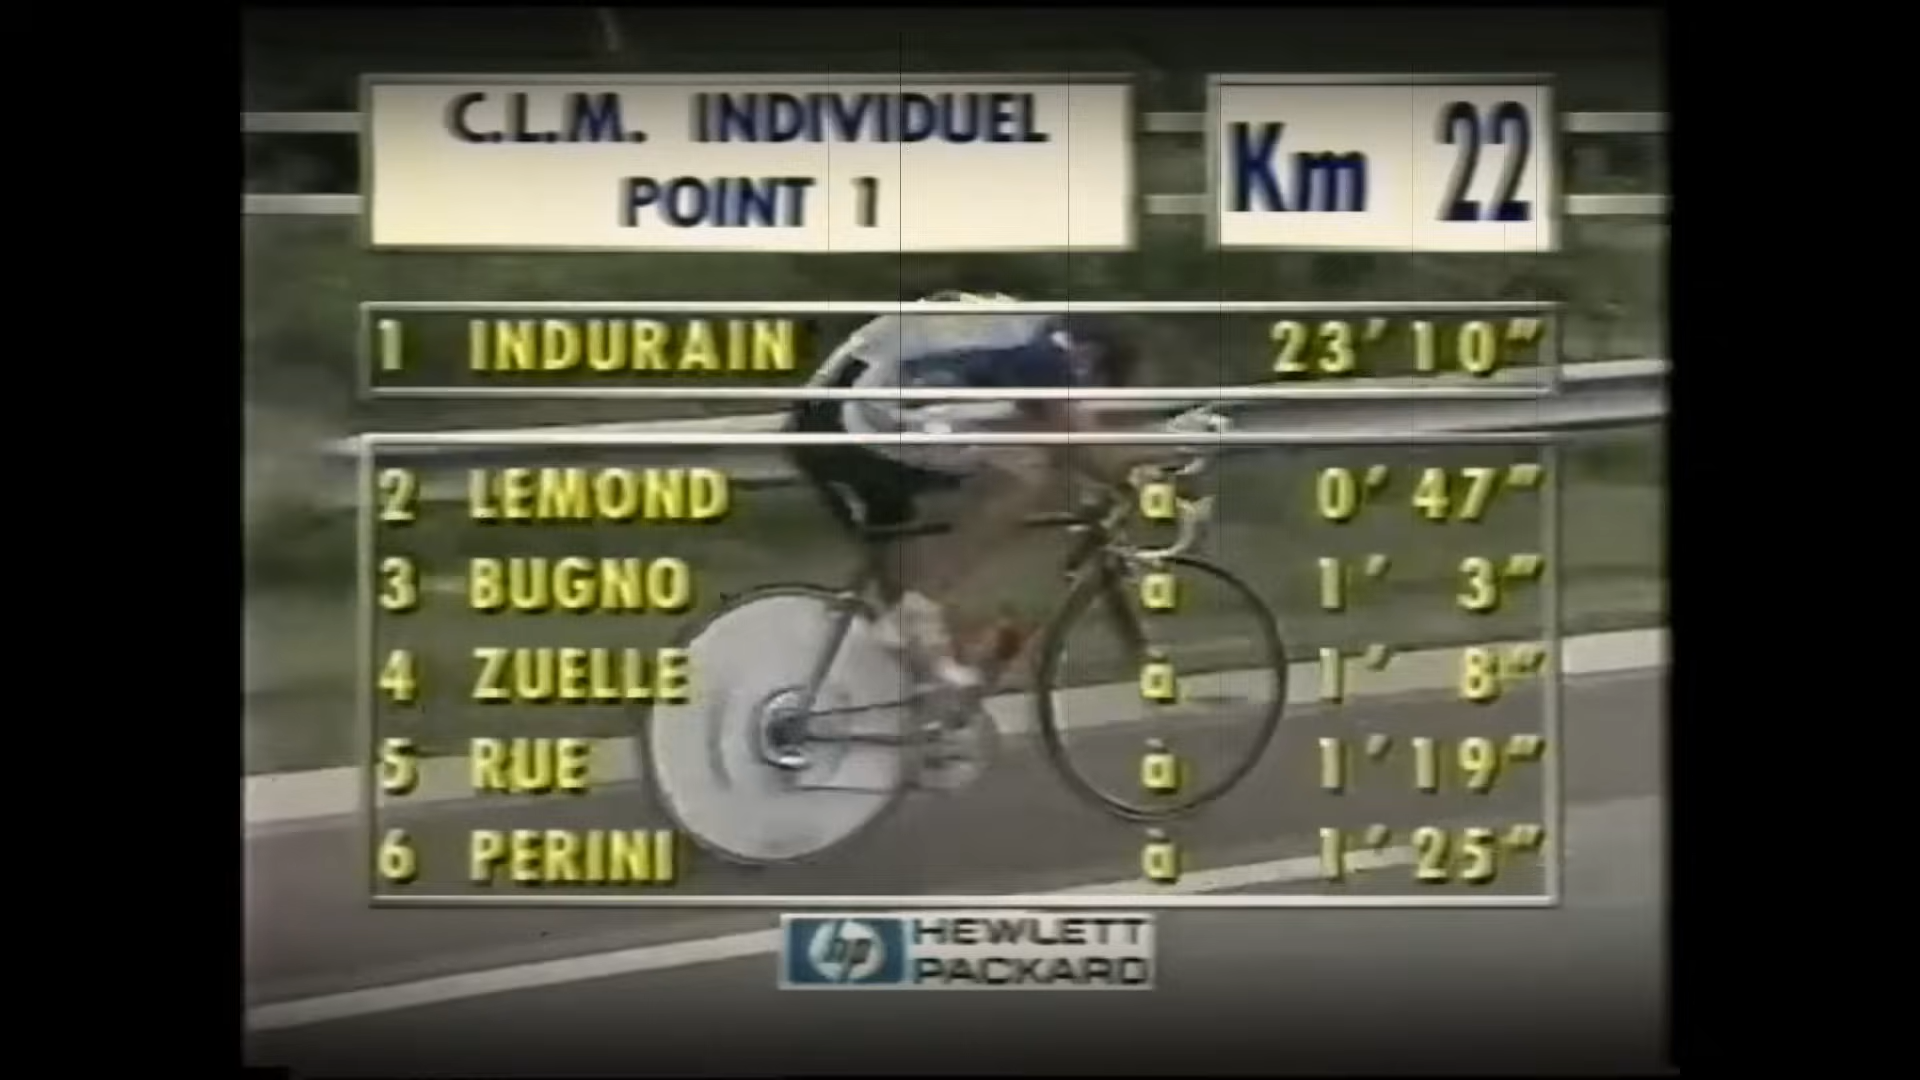 C.L.M. INDIVIDUEL
POINT 1
Km 22
1 INDURAIN 23'10"
2 LEMOND à 0'47"
3 BUGNO à 1'3"
4 ZUELLE à 1'8"
5 RUE à 1'19"
6 PERINI à 1'25"
hp HEWLETT
PACKARD